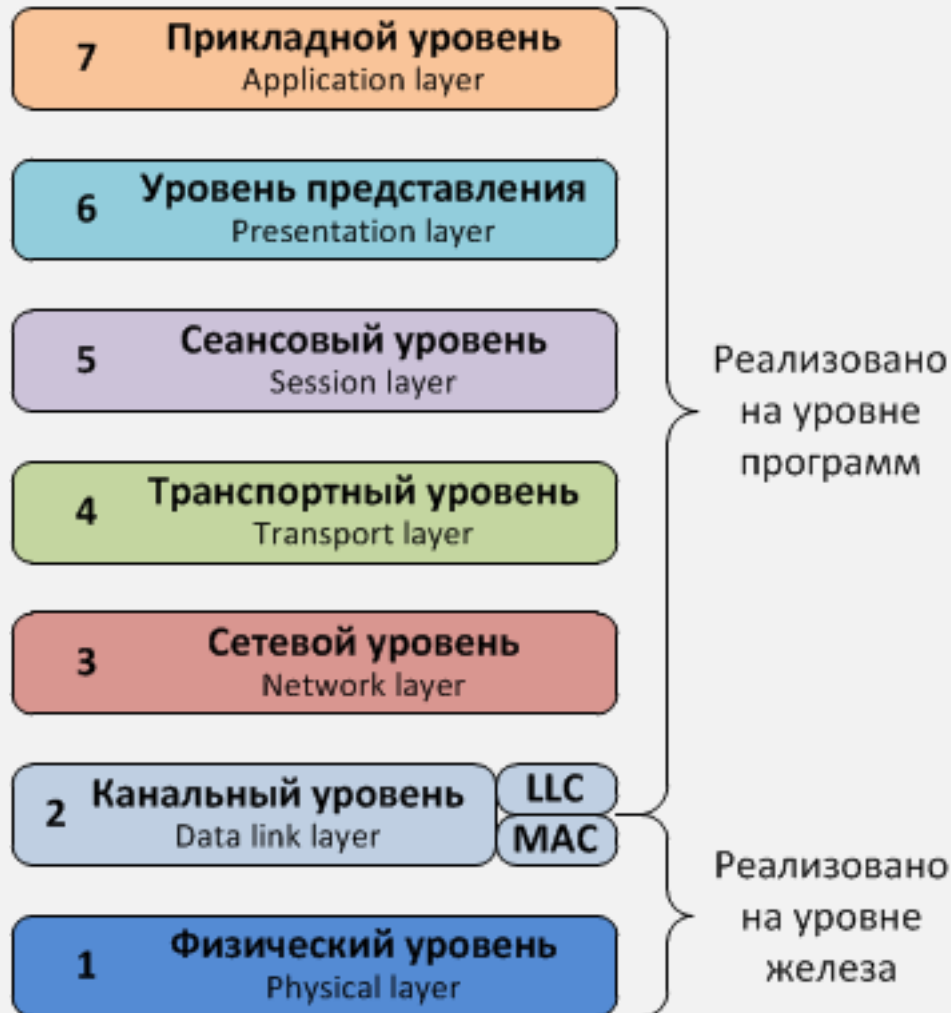 7 Прикладной уровень
Application layer
6 Уровень представления
Presentation layer
5 Сеансовый уровень
Session layer
4 Транспортный уровень
Transport layer
3 Сетевой уровень
Network layer
2 Канальный уровень
Data link layer
LLC
MAC
1 Физический уровень
Physical layer
Реализовано
на уровне
программ
Реализовано
на уровне
железа